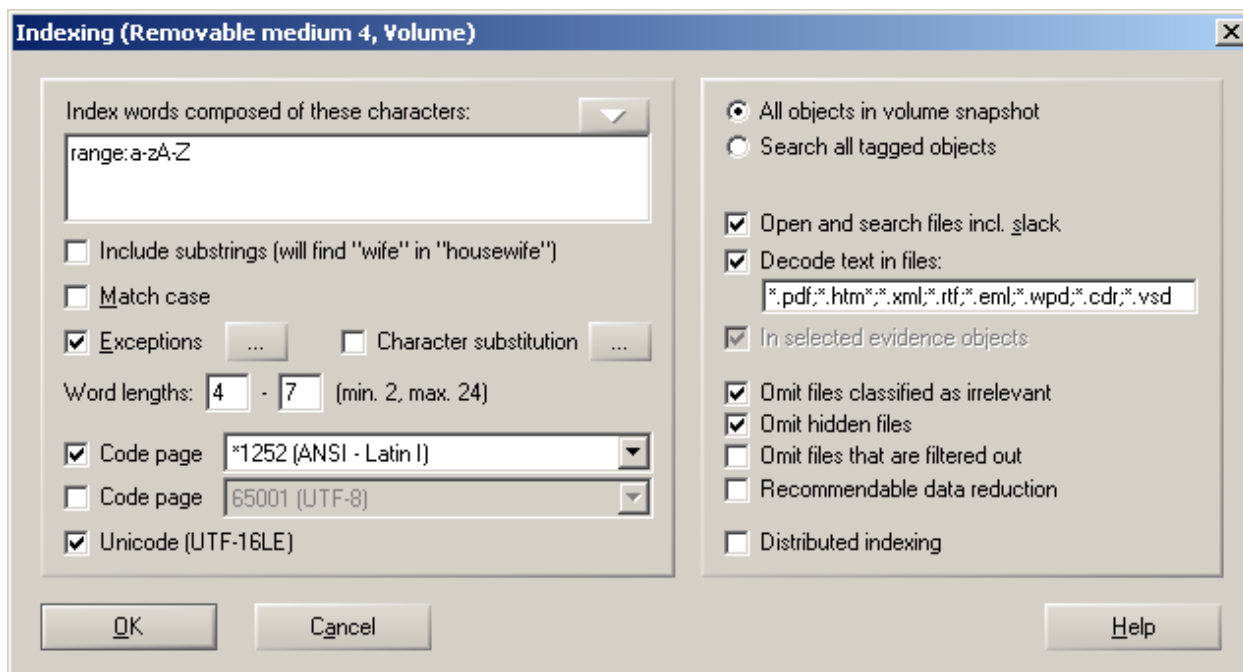 Indexing (Removable medium 4, Volume)
Index words composed of these characters:
range:a-zA-Z
Include substrings (will find "wife" in "housewife")
Match case
Exceptions ... Character substitution ...
Word lengths: 4 - 7 (min. 2, max. 24)
Code page *1252 (ANSI - Latin I)
Code page 65001 (UTF-8)
Unicode (UTF-16LE)
All objects in volume snapshot
Search all tagged objects
Open and search files incl. slack
Decode text in files:
*.pdf;*.htm*;*.xml;*.rtf;*.eml;*.wpd;*.cdr;*.vsd
In selected evidence objects
Omit files classified as irrelevant
Omit hidden files
Omit files that are filtered out
Recommendable data reduction
Distributed indexing
OK Cancel Help